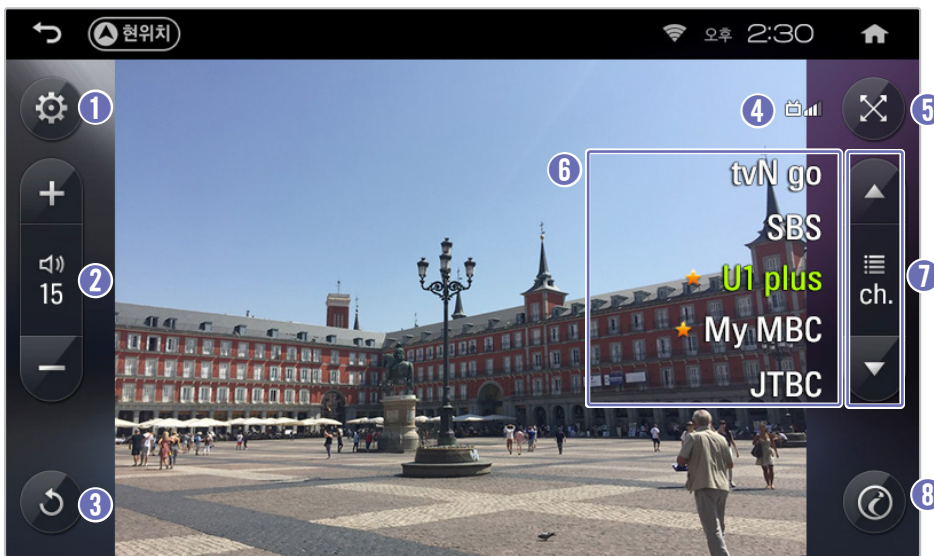 현위치
오후 2:30
1
5
4
6
tvN go
SBS
U1 plus
My MBC
JTBC
2
15
7
ch.
3
8